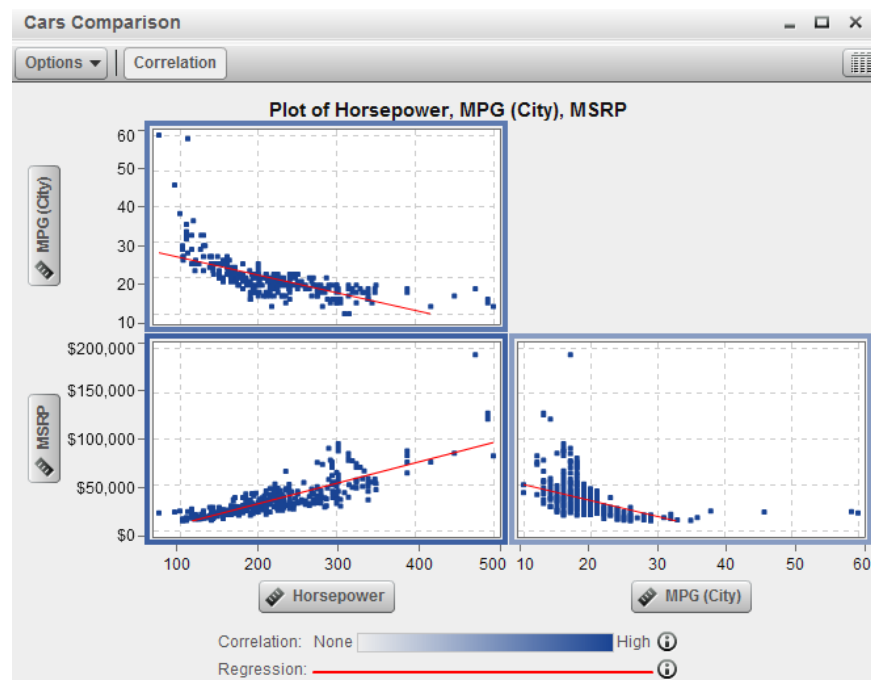 Cars Comparison
Options
Correlation
Plot of Horsepower, MPG (City), MSRP
MPG (City)
60
50
40
30
20
10
MSRP
$200,000
$150,000
$100,000
$50,000
$0
100 200 300 400 500
10 20 30 40 50 60
Horsepower
MPG (City)
Correlation: None High
Regression: